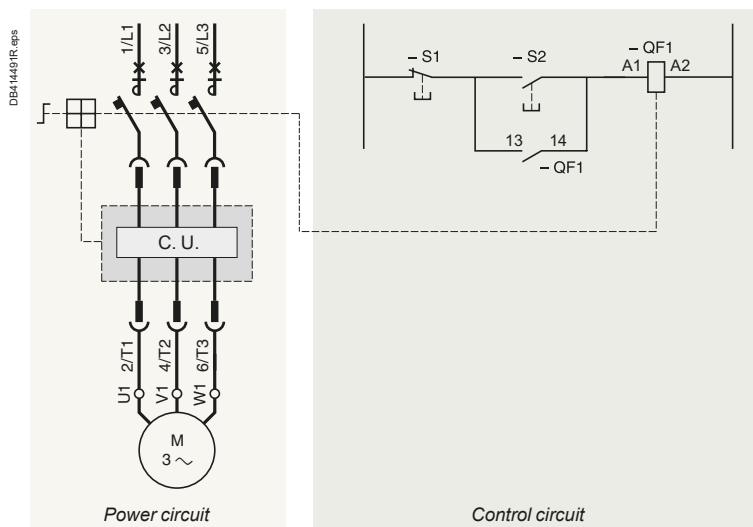 DB414491R.eps
1/L1
3/L2
5/L3
C. U.
2/T1
4/T2
6/T3
U1
V1
W1
M
3 ~
Power circuit
– S1
– S2
– QF1
A1 A2
13 14
– QF1
Control circuit